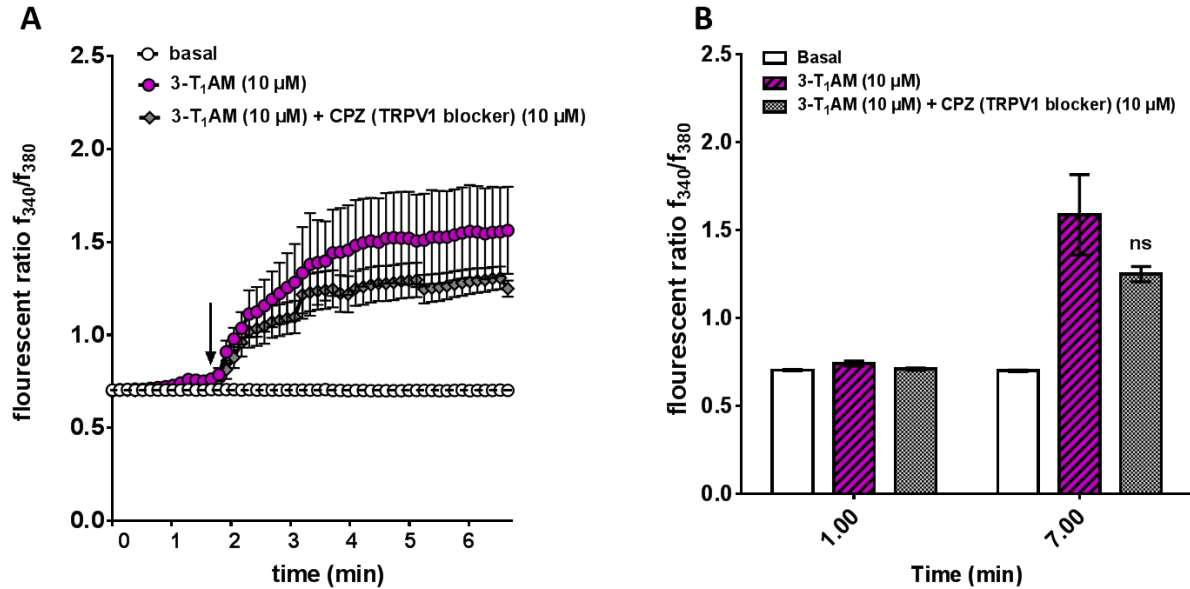 A
basal
3-T₁AM (10 µM)
3-T₁AM (10 µM) + CPZ (TRPV1 blocker) (10 µM)
flourescent ratio f₃₄₀/f₃₈₀
2.5
2.0
1.5
1.0
0.5
0.0
0 1 2 3 4 5 6
time (min)
B
Basal
3-T₁AM (10 µM)
3-T₁AM (10 µM) + CPZ (TRPV1 blocker) (10 µM)
flourescent ratio f₃₄₀/f₃₈₀
2.5
2.0
1.5
1.0
0.5
0.0
ns
1.00 7.00
Time (min)